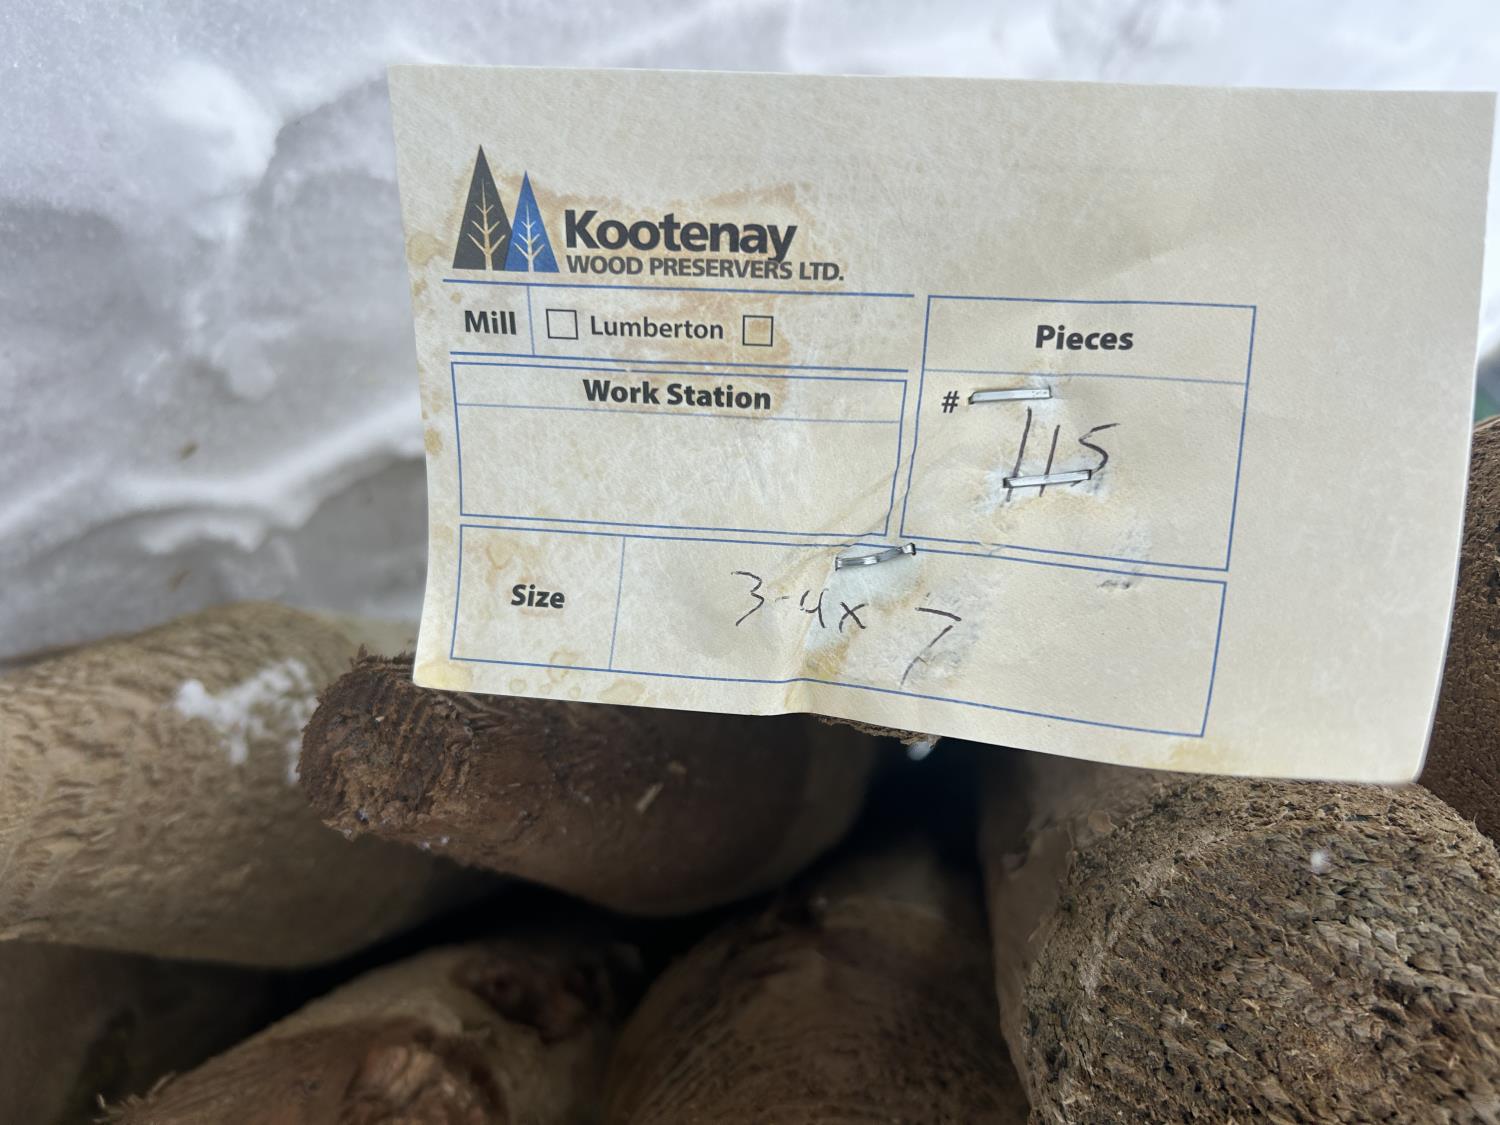 Kootenay
WOOD PRESERVERS LTD.
Mill Lumberton
Pieces
# 115
Work Station
Size 3-4x 7